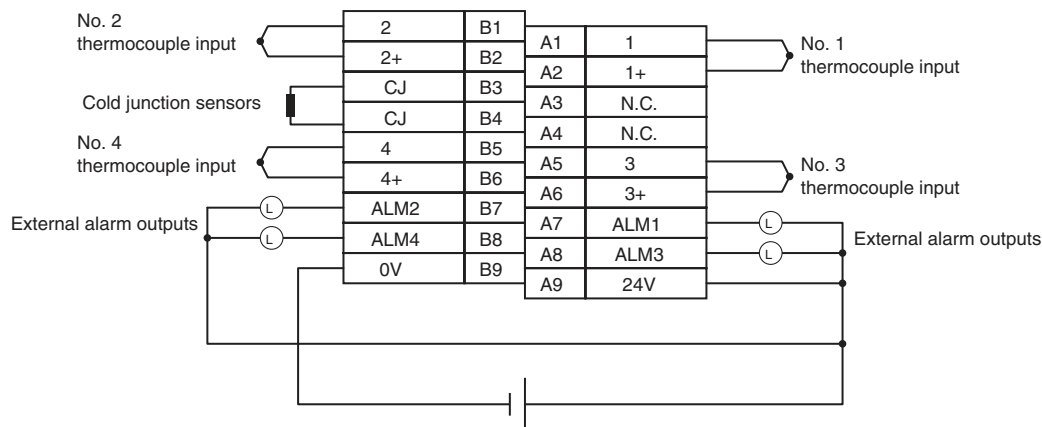 No. 2
thermocouple input
Cold junction sensors
No. 4
thermocouple input
External alarm outputs
L
L
2 B1
2+ B2
CJ B3
CJ B4
4 B5
4+ B6
ALM2 B7
ALM4 B8
0V B9
A1 1
A2 1+
A3 N.C.
A4 N.C.
A5 3
A6 3+
A7 ALM1
A8 ALM3
A9 24V
No. 1
thermocouple input
No. 3
thermocouple input
L
L
External alarm outputs